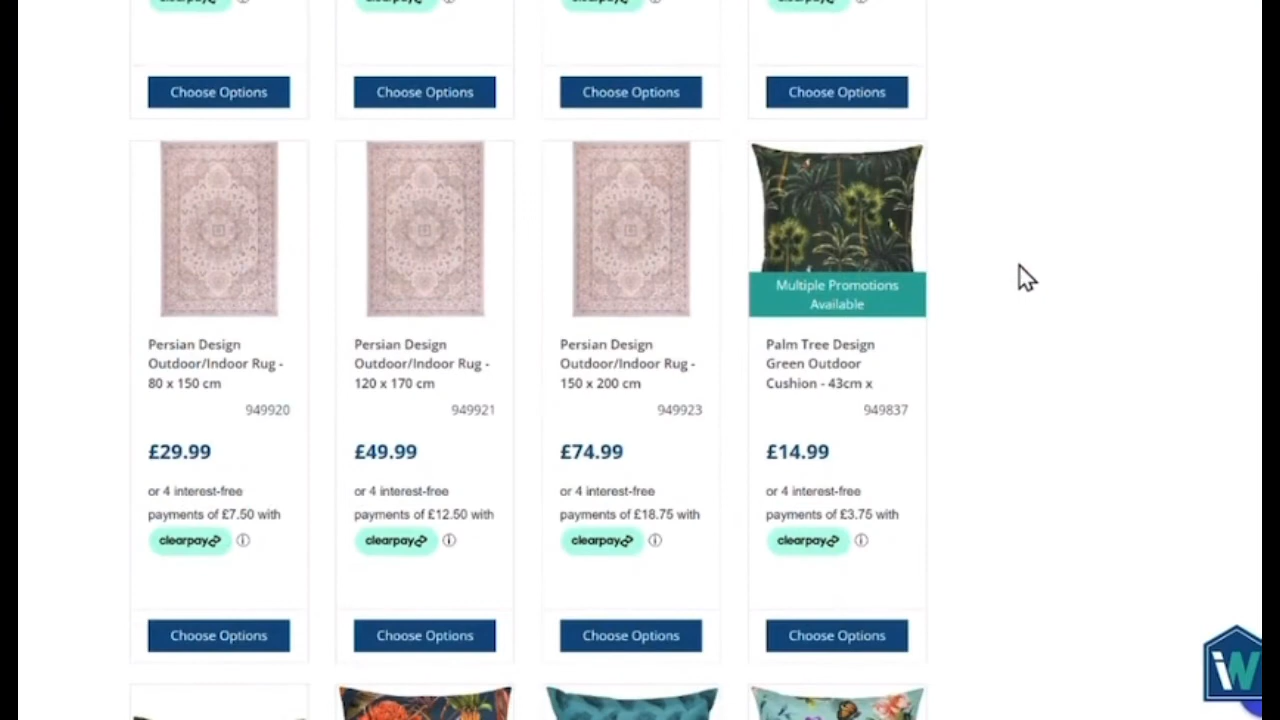 clearpay clearpay clearpay clearpay
Choose Options Choose Options Choose Options Choose Options
Multiple Promotions
Available
Persian Design
Outdoor/Indoor Rug -
80 x 150 cm
949920
£29.99
or 4 interest-free
payments of £7.50 with
clearpay
Choose Options
Persian Design
Outdoor/Indoor Rug -
120 x 170 cm
949921
£49.99
or 4 interest-free
payments of £12.50 with
clearpay
Choose Options
Persian Design
Outdoor/Indoor Rug -
150 x 200 cm
949923
£74.99
or 4 interest-free
payments of £18.75 with
clearpay
Choose Options
Palm Tree Design
Green Outdoor
Cushion - 43cm x
949837
£14.99
or 4 interest-free
payments of £3.75 with
clearpay
Choose Options
iW